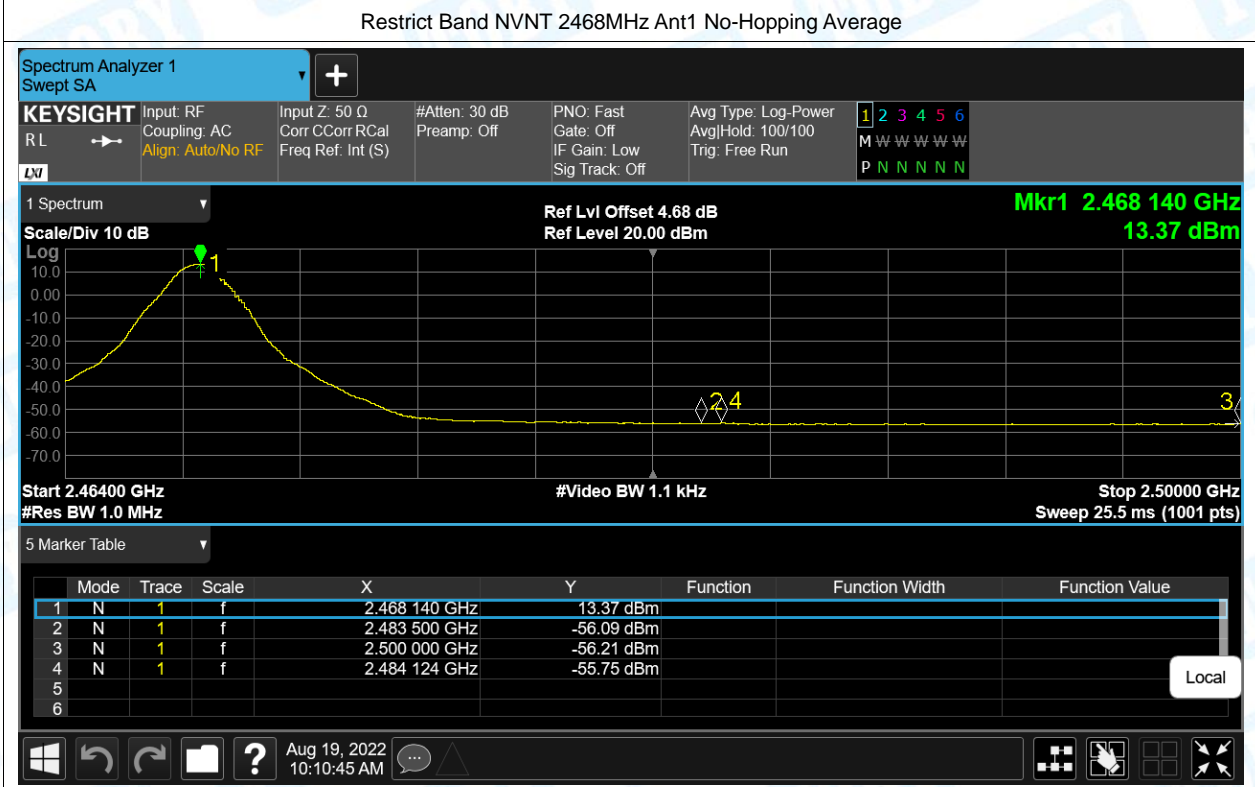 Restrict Band NVNT 2468MHz Ant1 No-Hopping Average
Spectrum Analyzer 1
Swept SA
KEYSIGHT
R L
LXI
Input: RF
Coupling: AC
Align: Auto/No RF
Input Z: 50 Ω
Corr CCorr RCal
Freq Ref: Int (S)
#Atten: 30 dB
Preamp: Off
PNO: Fast
Gate: Off
IF Gain: Low
Sig Track: Off
Avg Type: Log-Power
Avg|Hold: 100/100
Trig: Free Run
1 2 3 4 5 6
M W W W W W
P N N N N N
1 Spectrum
Scale/Div 10 dB
Ref Lvl Offset 4.68 dB
Ref Level 20.00 dBm
Mkr1 2.468 140 GHz
13.37 dBm
Log
10.0
0.00
-10.0
-20.0
-30.0
-40.0
-50.0
-60.0
-70.0
1
2
4
3
Start 2.46400 GHz
#Res BW 1.0 MHz
#Video BW 1.1 kHz
Stop 2.50000 GHz
Sweep 25.5 ms (1001 pts)
5 Marker Table
Mode Trace Scale X Y Function Function Width Function Value
1 N 1 f 2.468 140 GHz 13.37 dBm
2 N 1 f 2.483 500 GHz -56.09 dBm
3 N 1 f 2.500 000 GHz -56.21 dBm
4 N 1 f 2.484 124 GHz -55.75 dBm
5
6
Local
?
Aug 19, 2022
10:10:45 AM